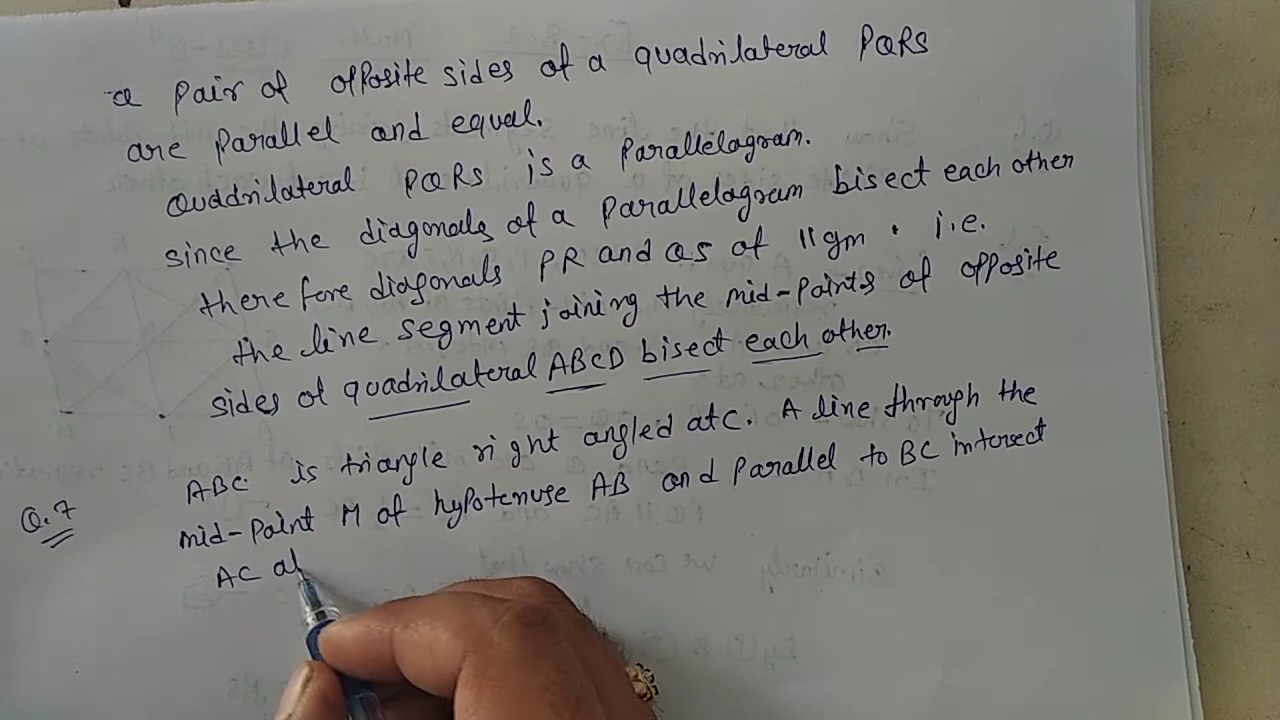 a pair of opposite sides of a quadrilateral PQRS
are parallel and equal.
Quadrilateral PQRS is a parallelagram.
since the diagonals of a parallelagram bisect each other
therefore diagonals PR and QS of ||gm . i.e.
the line segment joining the mid-points of opposite
sides of quadrilateral ABCD bisect each other.
Q.7 ABC is triangle right angled at C. A line through the
mid-point M of hypotenuse AB and parallel to BC intersect
AC at